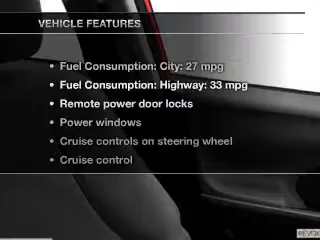 VEHICLE FEATURES
• Fuel Consumption: City: 27 mpg
• Fuel Consumption: Highway: 33 mpg
• Remote power door locks
• Power windows
• Cruise controls on steering wheel
• Cruise control
©EVOX